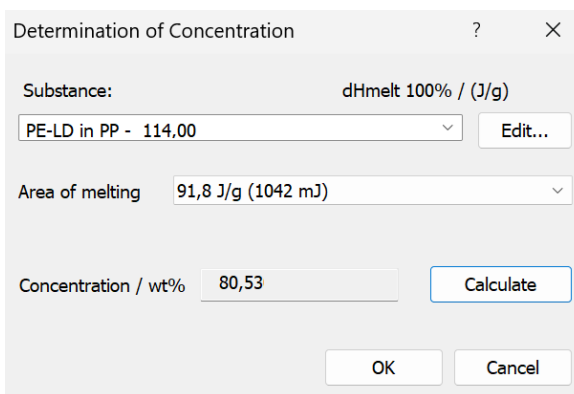 Determination of Concentration ?
Substance: dHmelt 100% / (J/g)
PE-LD in PP - 114,00 Edit...
Area of melting 91,8 J/g (1042 mJ)
Concentration / wt% 80,53 Calculate
OK Cancel